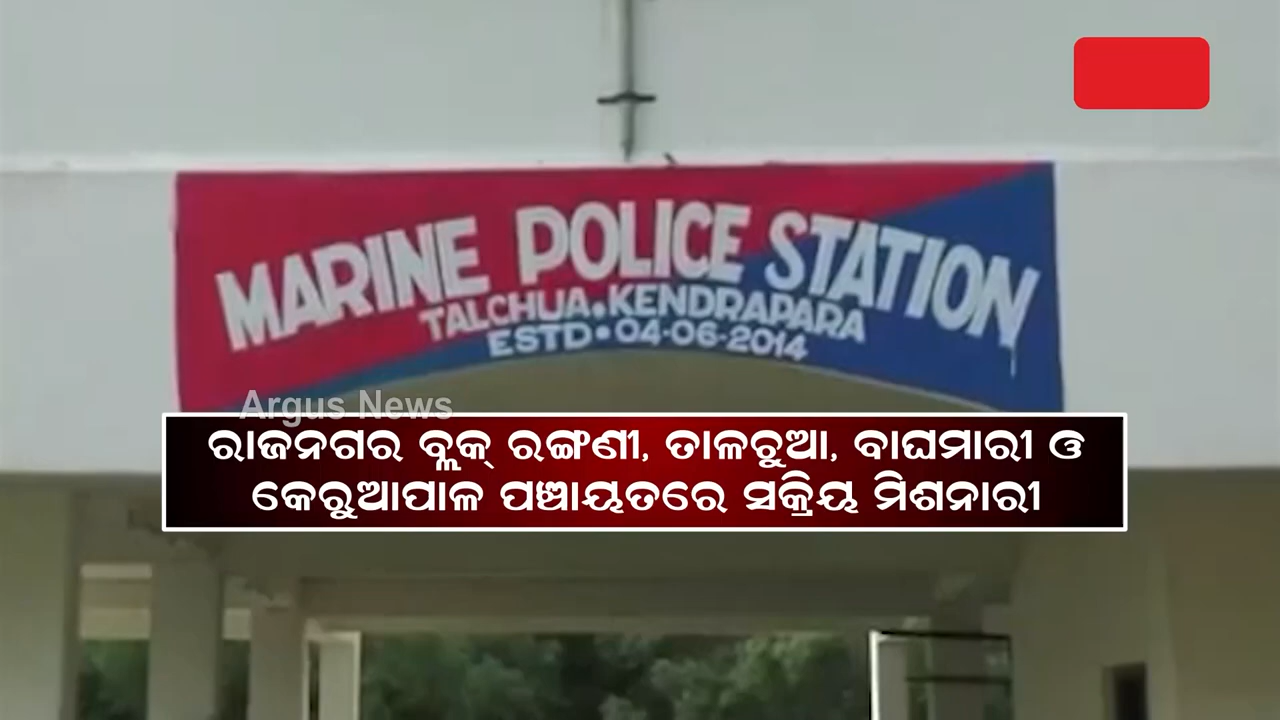 MARINE POLICE STATION
TALCHUA.KENDRAPARA
ESTD•04-06-2014
Argus News
ରାଜନଗର ବ୍ଲକ୍ ରଙ୍ଗଣୀ, ତାଳଚୁଆ, ବାଘମାରୀ ଓ
କେରୁଆପାଳ ପଞ୍ଚାୟତରେ ସକ୍ରିୟ ମିଶନାରୀ